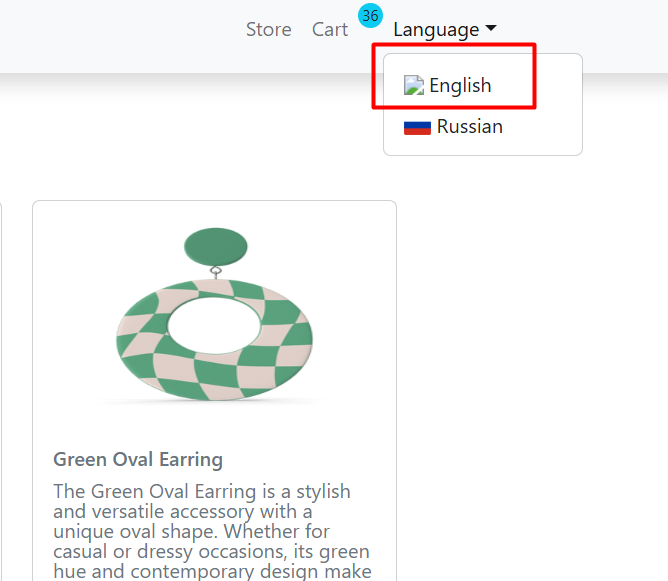 Store Cart 36 Language
English
Russian
Green Oval Earring
The Green Oval Earring is a stylish
and versatile accessory with a
unique oval shape. Whether for
casual or dressy occasions, its green
hue and contemporary design make